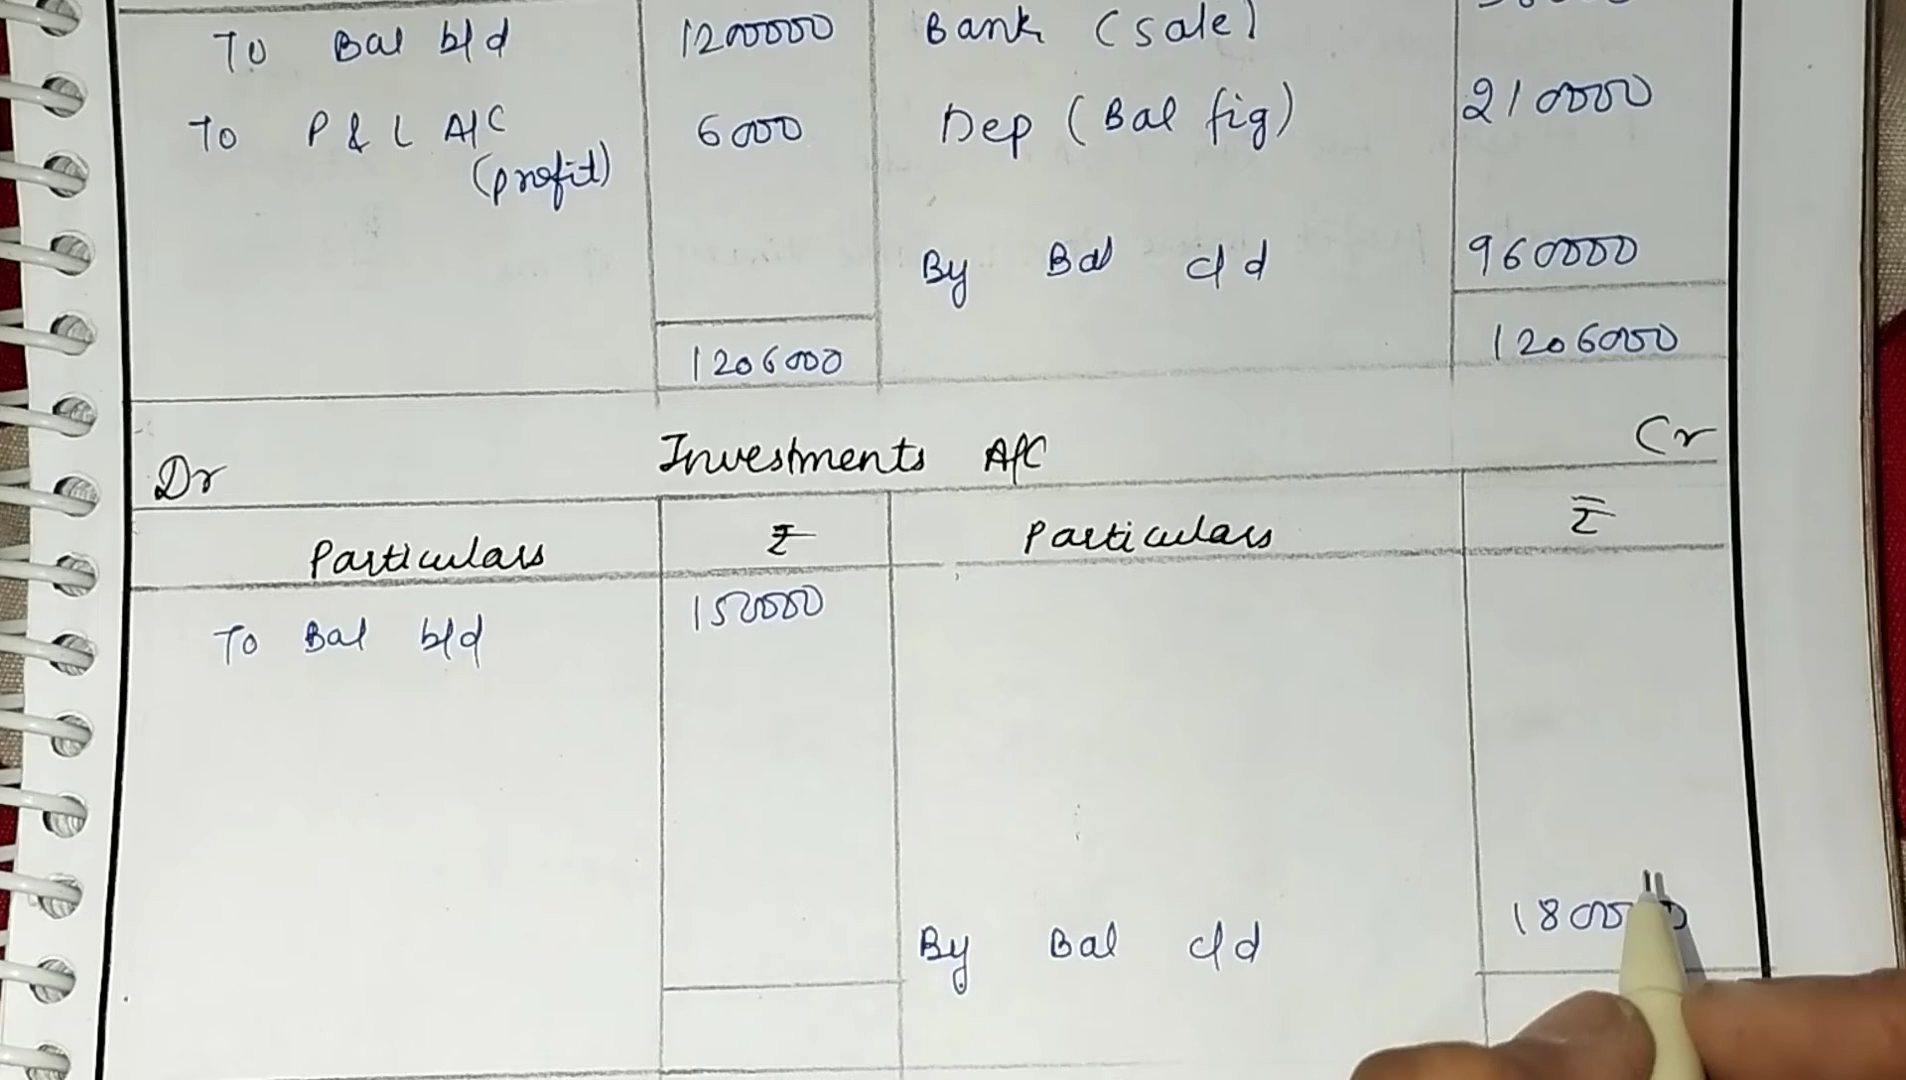 To Bal b/d 1200000 Bank (sale)
To P & L A/C 6000 Dep (Bal fig) 210000
(profit)
By Bal c/d 960000
1206000 1206000
Dr Investments A/C Cr
Particulars ₹ Particulars ₹
To Bal b/d 150000
By Bal c/d